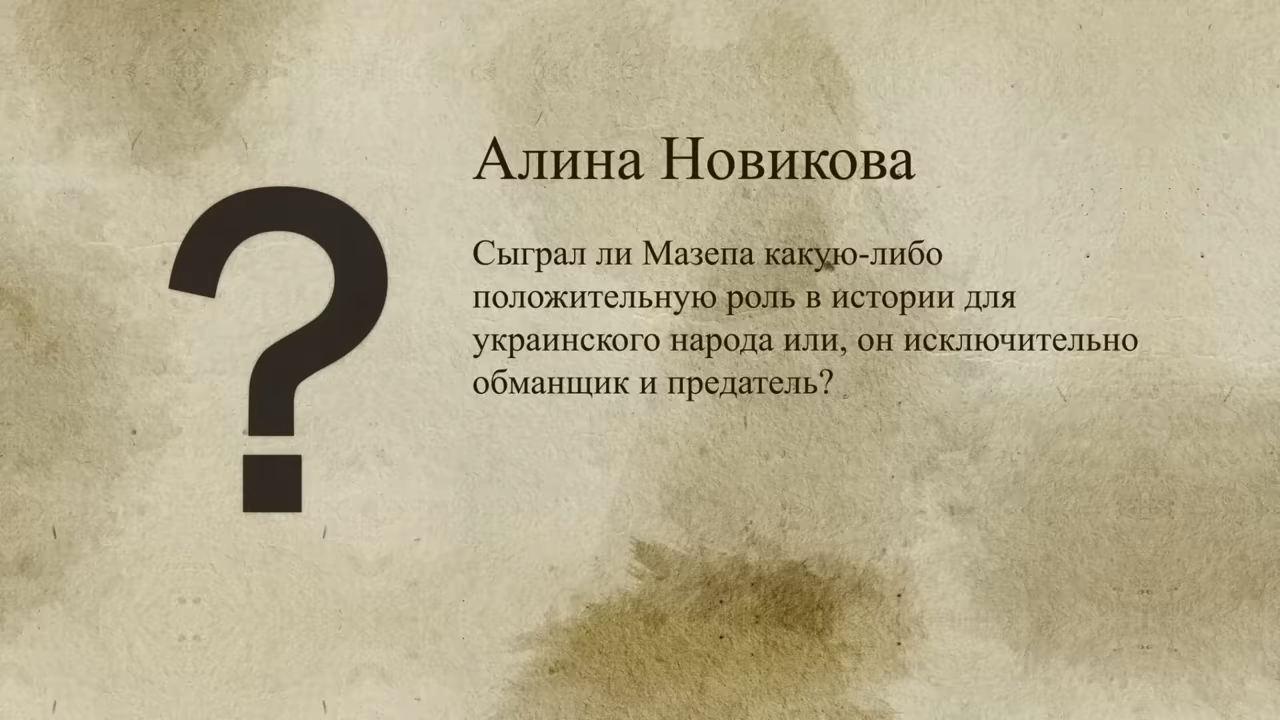 Алина Новикова
Сыграл ли Мазепа какую-либо
положительную роль в истории для
украинского народа или, он исключительно
обманщик и предатель?
?